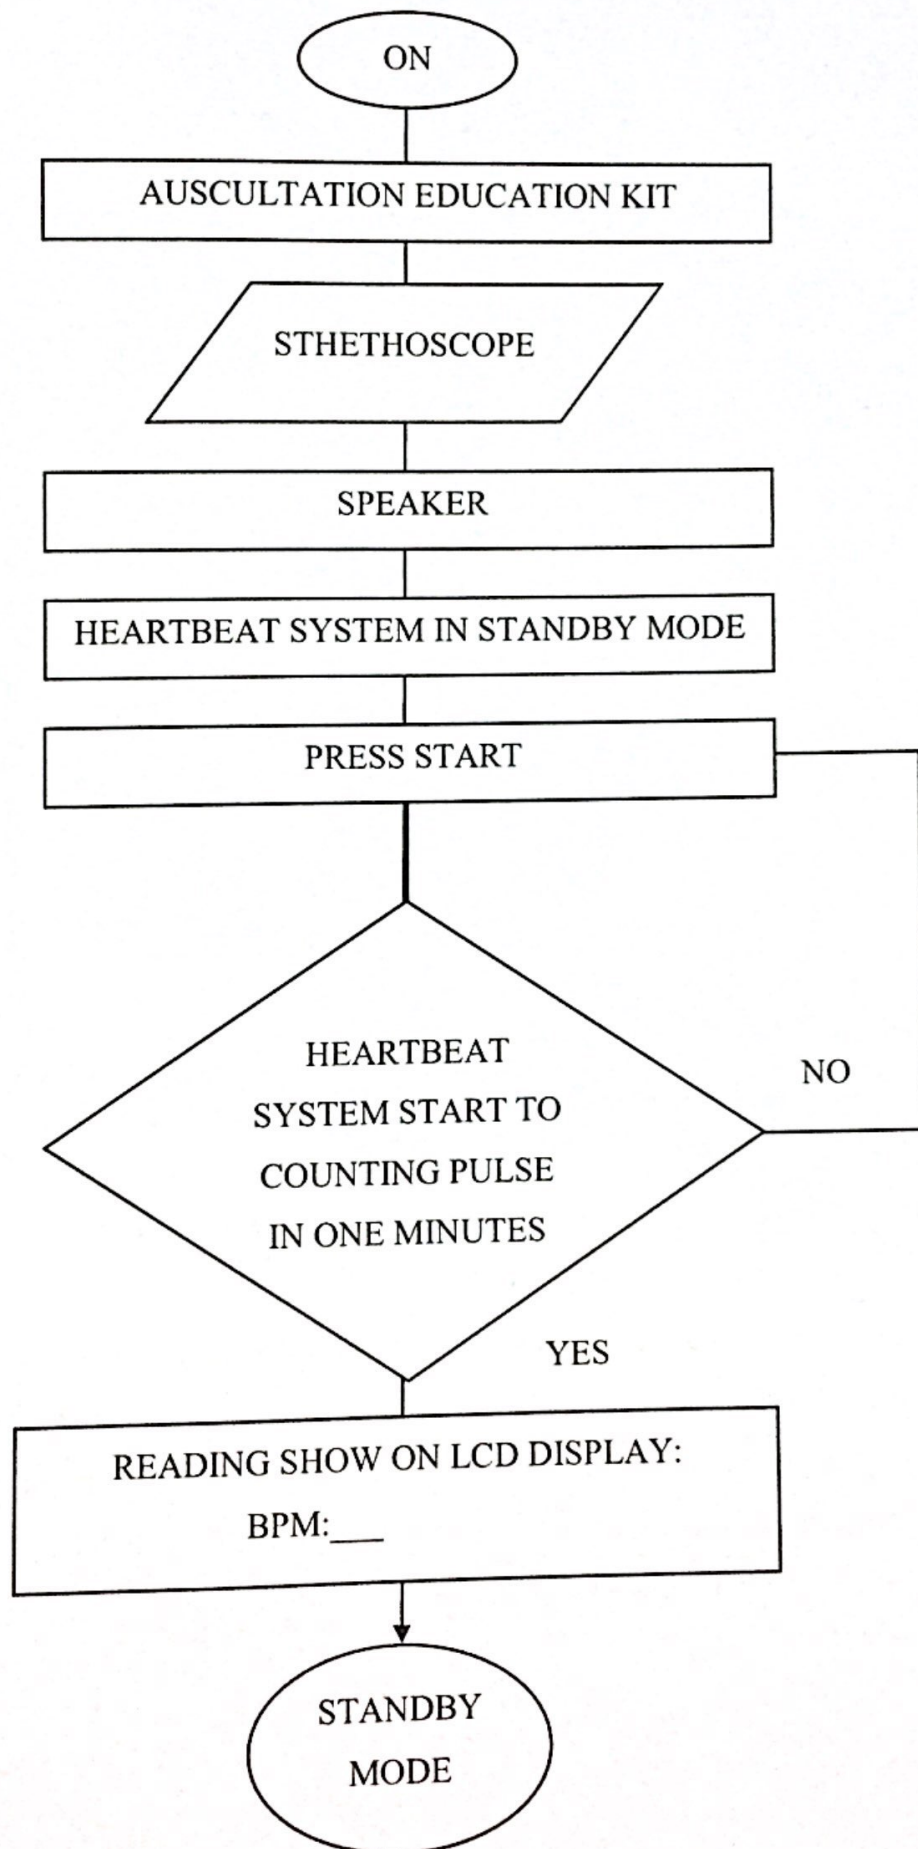 ON
AUSCULTATION EDUCATION KIT
STHETHOSCOPE
SPEAKER
HEARTBEAT SYSTEM IN STANDBY MODE
PRESS START
HEARTBEAT
SYSTEM START TO
COUNTING PULSE
IN ONE MINUTES
NO
YES
READING SHOW ON LCD DISPLAY:
BPM:___
STANDBY
MODE